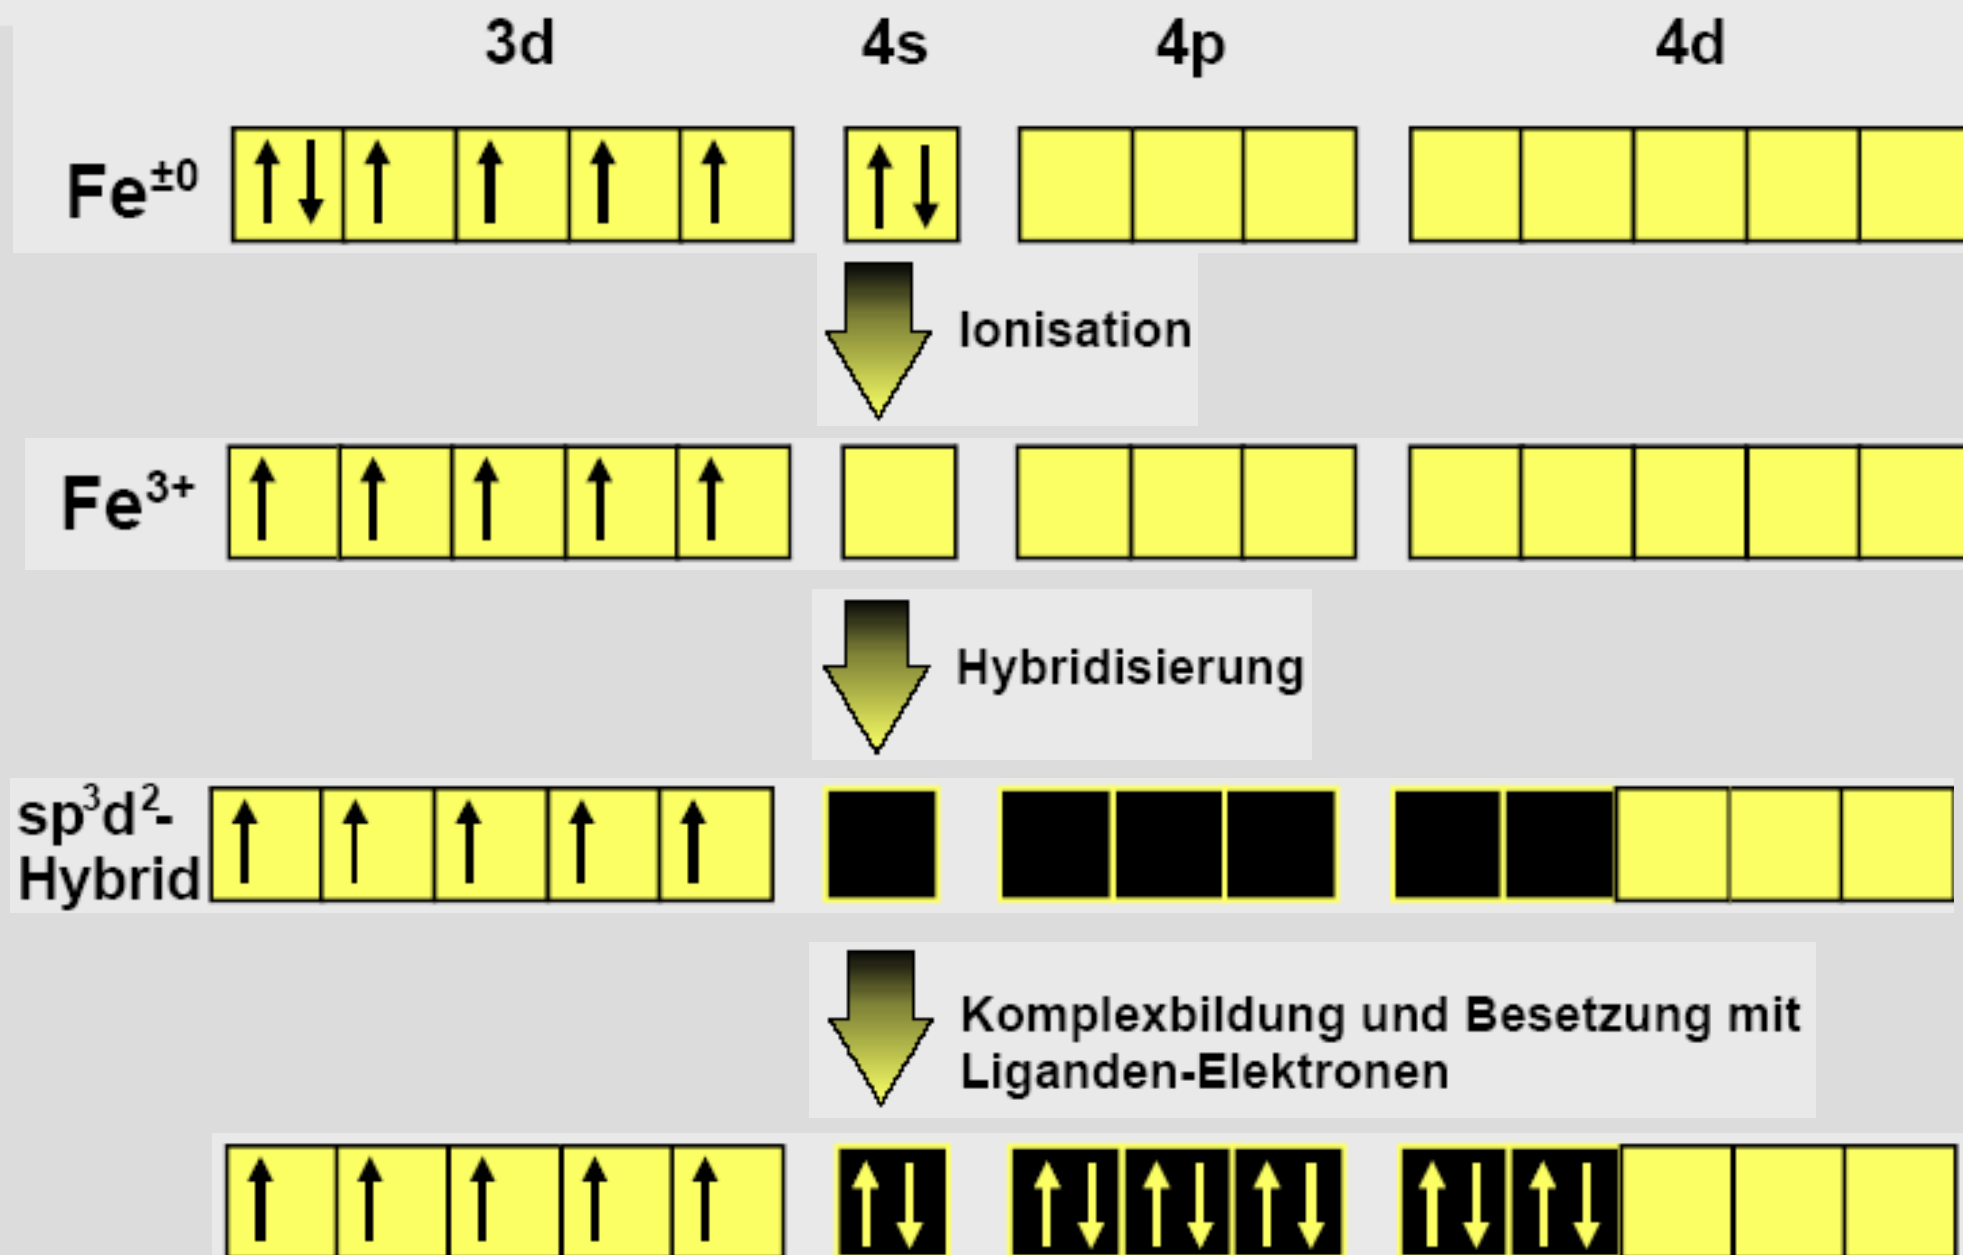 3d 4s 4p 4d
Fe±0
Ionisation
Fe3+
Hybridisierung
sp3d2-
Hybrid
Komplexbildung und Besetzung mit
Liganden-Elektronen